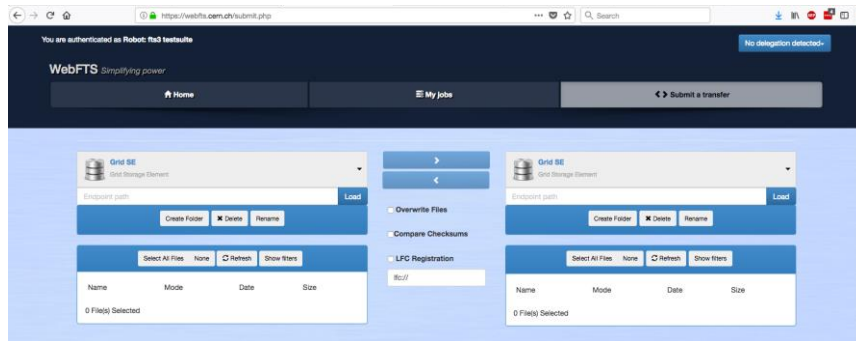 https://webfts.cern.ch/submit.php
Search
You are authenticated as Robot: fts3 testsuite
No delegation detected
WebFTS Simplifying power
Home
My jobs
Submit a transfer
Grid SE
Grid Storage Element
Endpoint path
Load
Create Folder
Delete
Rename
Select All Files
None
Refresh
Show filters
Name Mode Date Size
0 File(s) Selected
>
<
Overwrite Files
Compare Checksums
LFC Registration
lfc://
Grid SE
Grid Storage Element
Endpoint path
Load
Create Folder
Delete
Rename
Select All Files
None
Refresh
Show filters
Name Mode Date Size
0 File(s) Selected